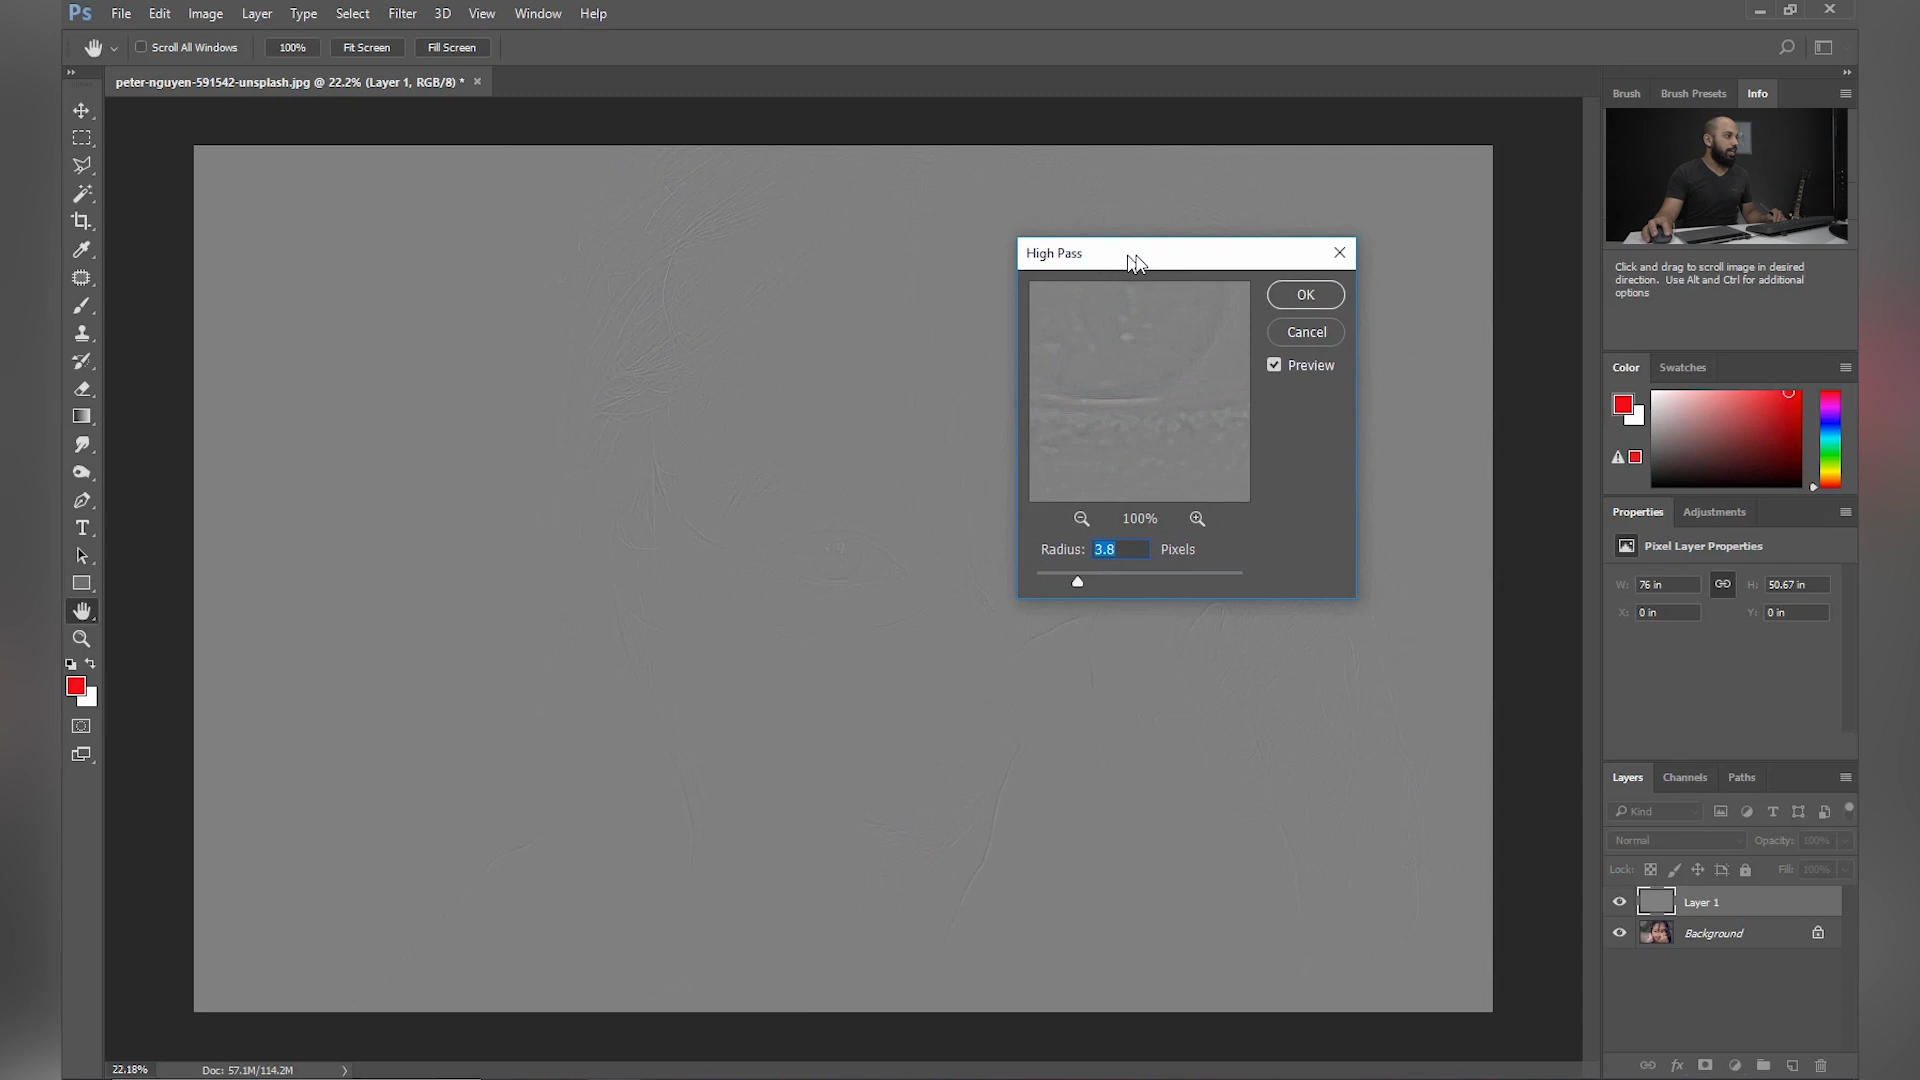 Ps File Edit Image Layer Type Select Filter 3D View Window Help
Scroll All Windows 100% Fit Screen Fill Screen
peter-nguyen-591542-unsplash.jpg @ 22.2% (Layer 1, RGB/8) *
Brush Brush Presets Info
Click and drag to scroll image in desired
direction. Use Alt and Ctrl for additional
options
High Pass
OK
Cancel
Preview
100%
Radius: 3.8 Pixels
Color Swatches
Properties Adjustments
Pixel Layer Properties
W: 76 in H: 50.67 in
X: 0 in Y: 0 in
Layers Channels Paths
Kind
Normal Opacity: 100%
Lock: Fill: 100%
Layer 1
Background
fx
22.18% Doc: 57.1M/114.2M